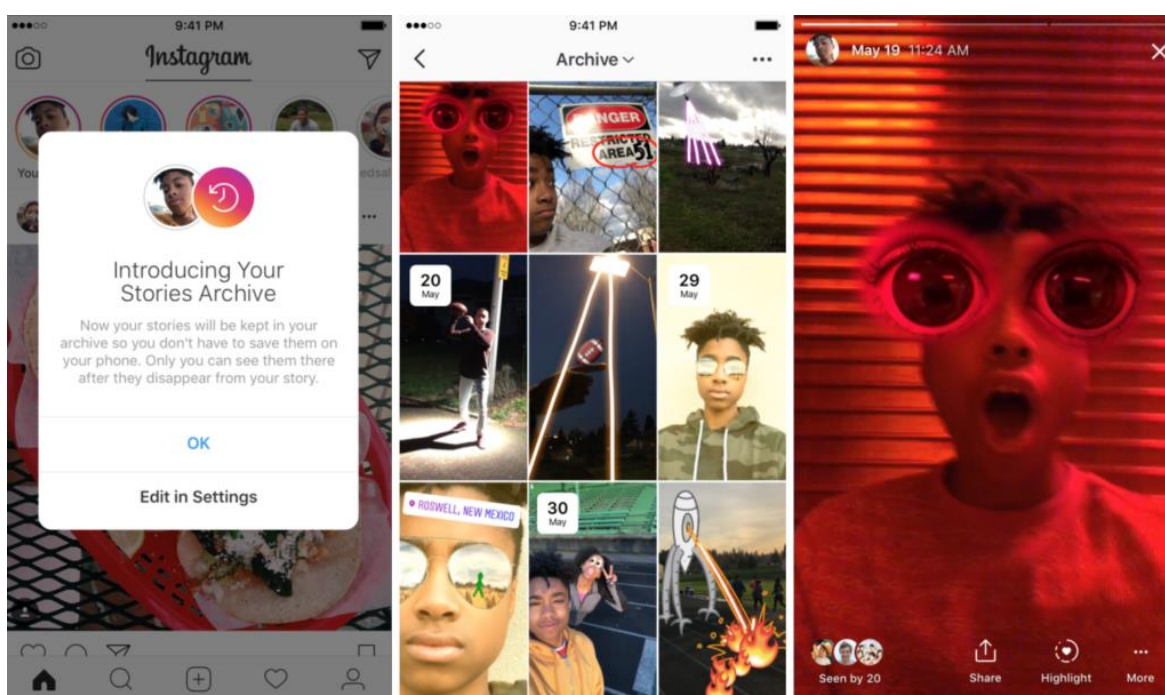 9:41 PM
Instagram
You
edsal
Introducing Your
Stories Archive
Now your stories will be kept in your
archive so you don't have to save them on
your phone. Only you can see them there
after they disappear from your story.
OK
Edit in Settings
9:41 PM
Archive
DANGER
RESTRICTED
AREA 51
20
May
29
May
ROSWELL, NEW MEXICO
30
May
May 19 11:24 AM
Seen by 20
Share
Highlight
More